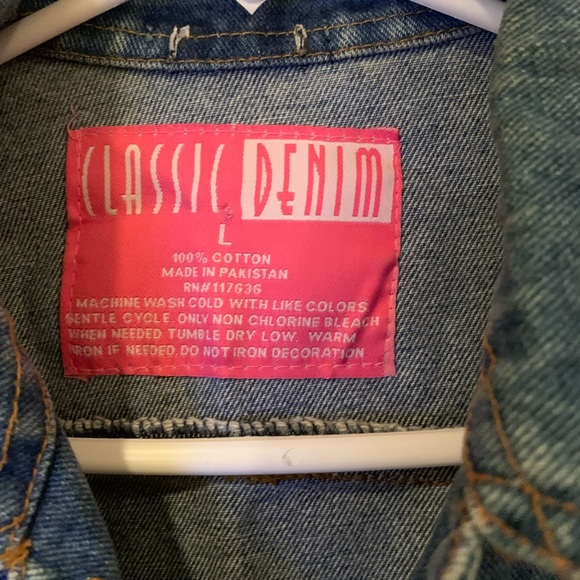 CLASSIC DENIM
L
100% COTTON
MADE IN PAKISTAN
RN#117636
MACHINE WASH COLD WITH LIKE COLORS
GENTLE CYCLE. ONLY NON CHLORINE BLEACH
WHEN NEEDED TUMBLE DRY LOW. WARM
IRON IF NEEDED. DO NOT IRON DECORATION